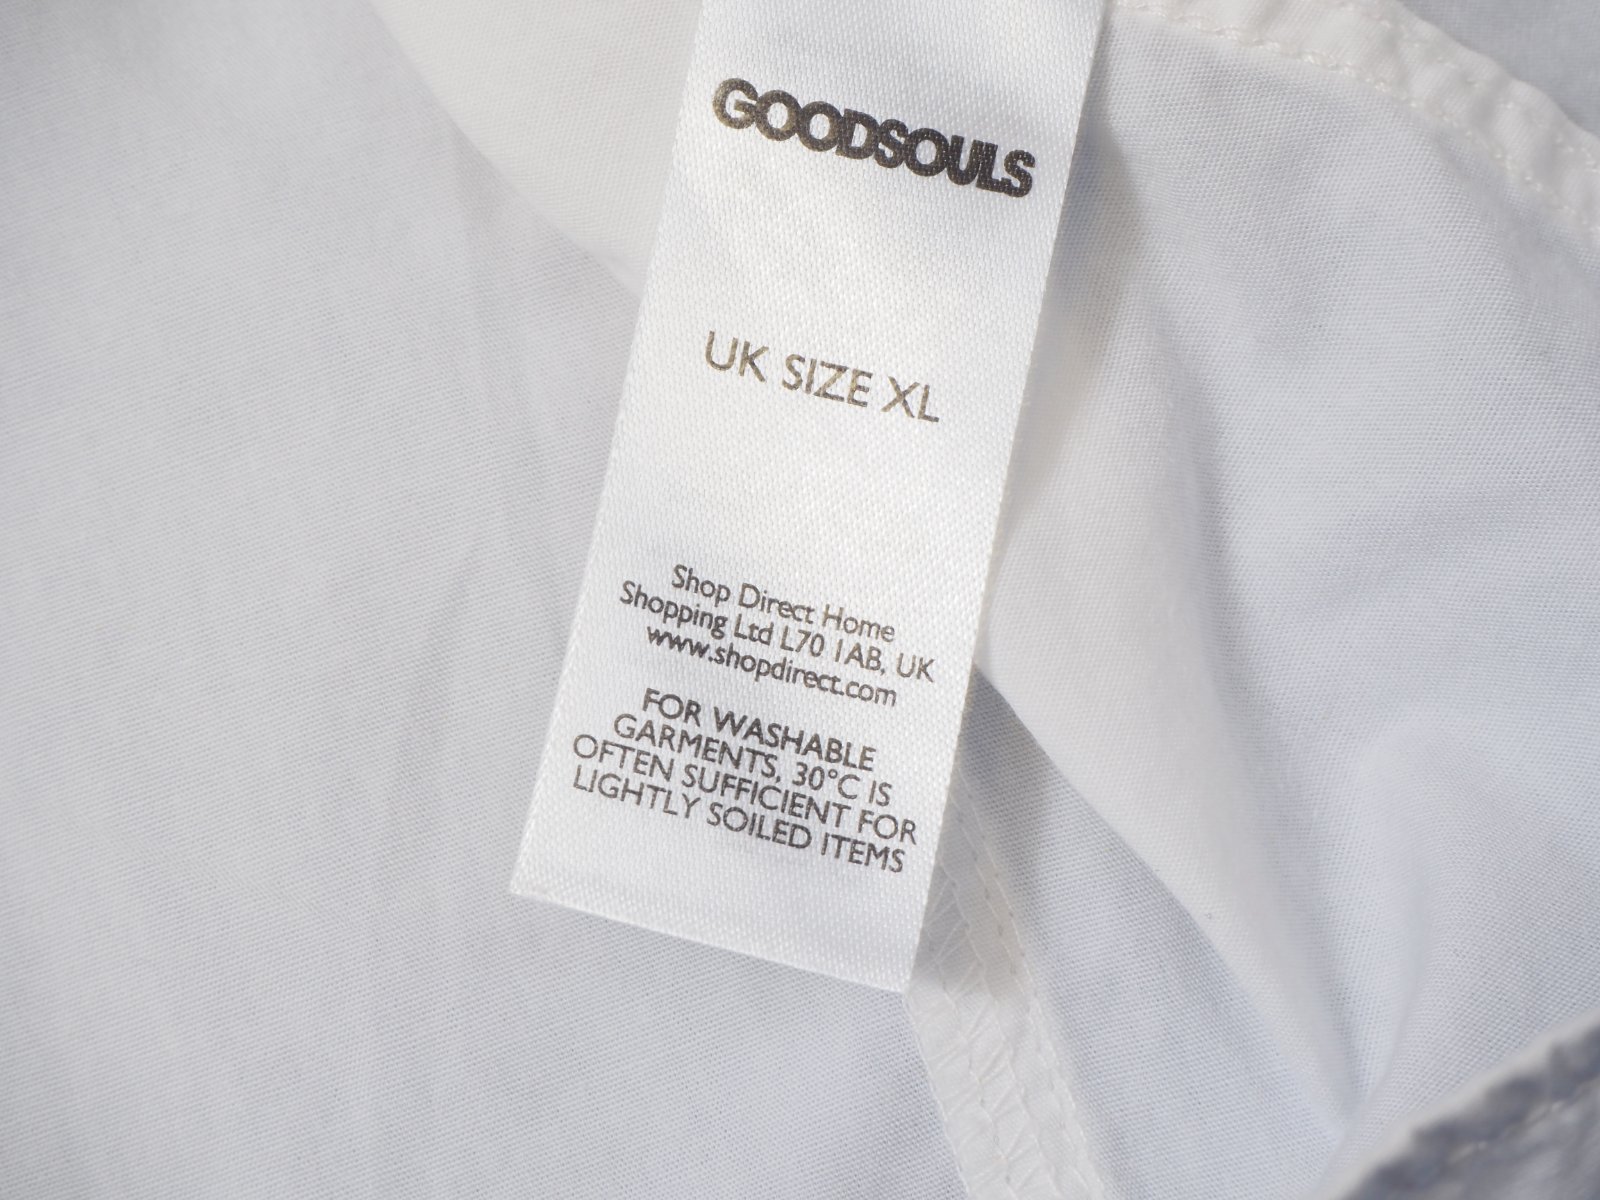 GOODSOULS
UK SIZE XL
Shop Direct Home
Shopping Ltd L70 1AB, UK
www.shopdirect.com
FOR WASHABLE
GARMENTS, 30°C IS
OFTEN SUFFICIENT FOR
LIGHTLY SOILED ITEMS